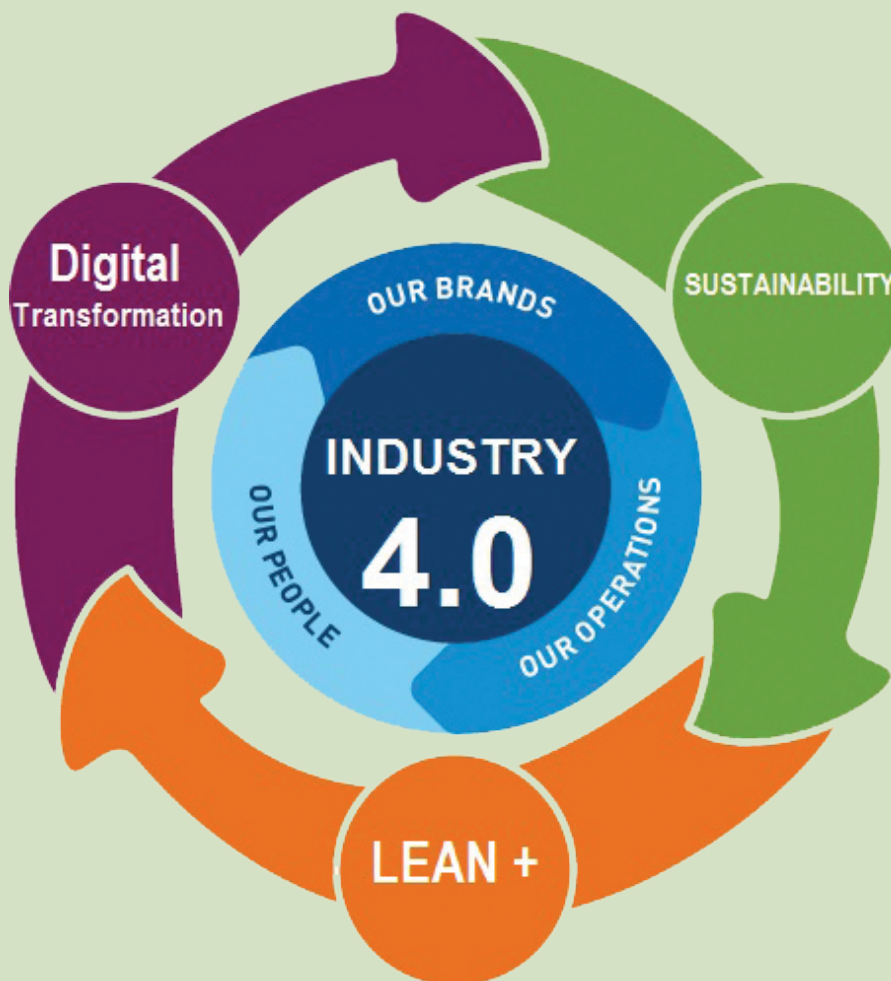 Digital
Transformation
SUSTAINABILITY
OUR BRANDS
INDUSTRY
4.0
OUR PEOPLE
OUR OPERATIONS
LEAN +